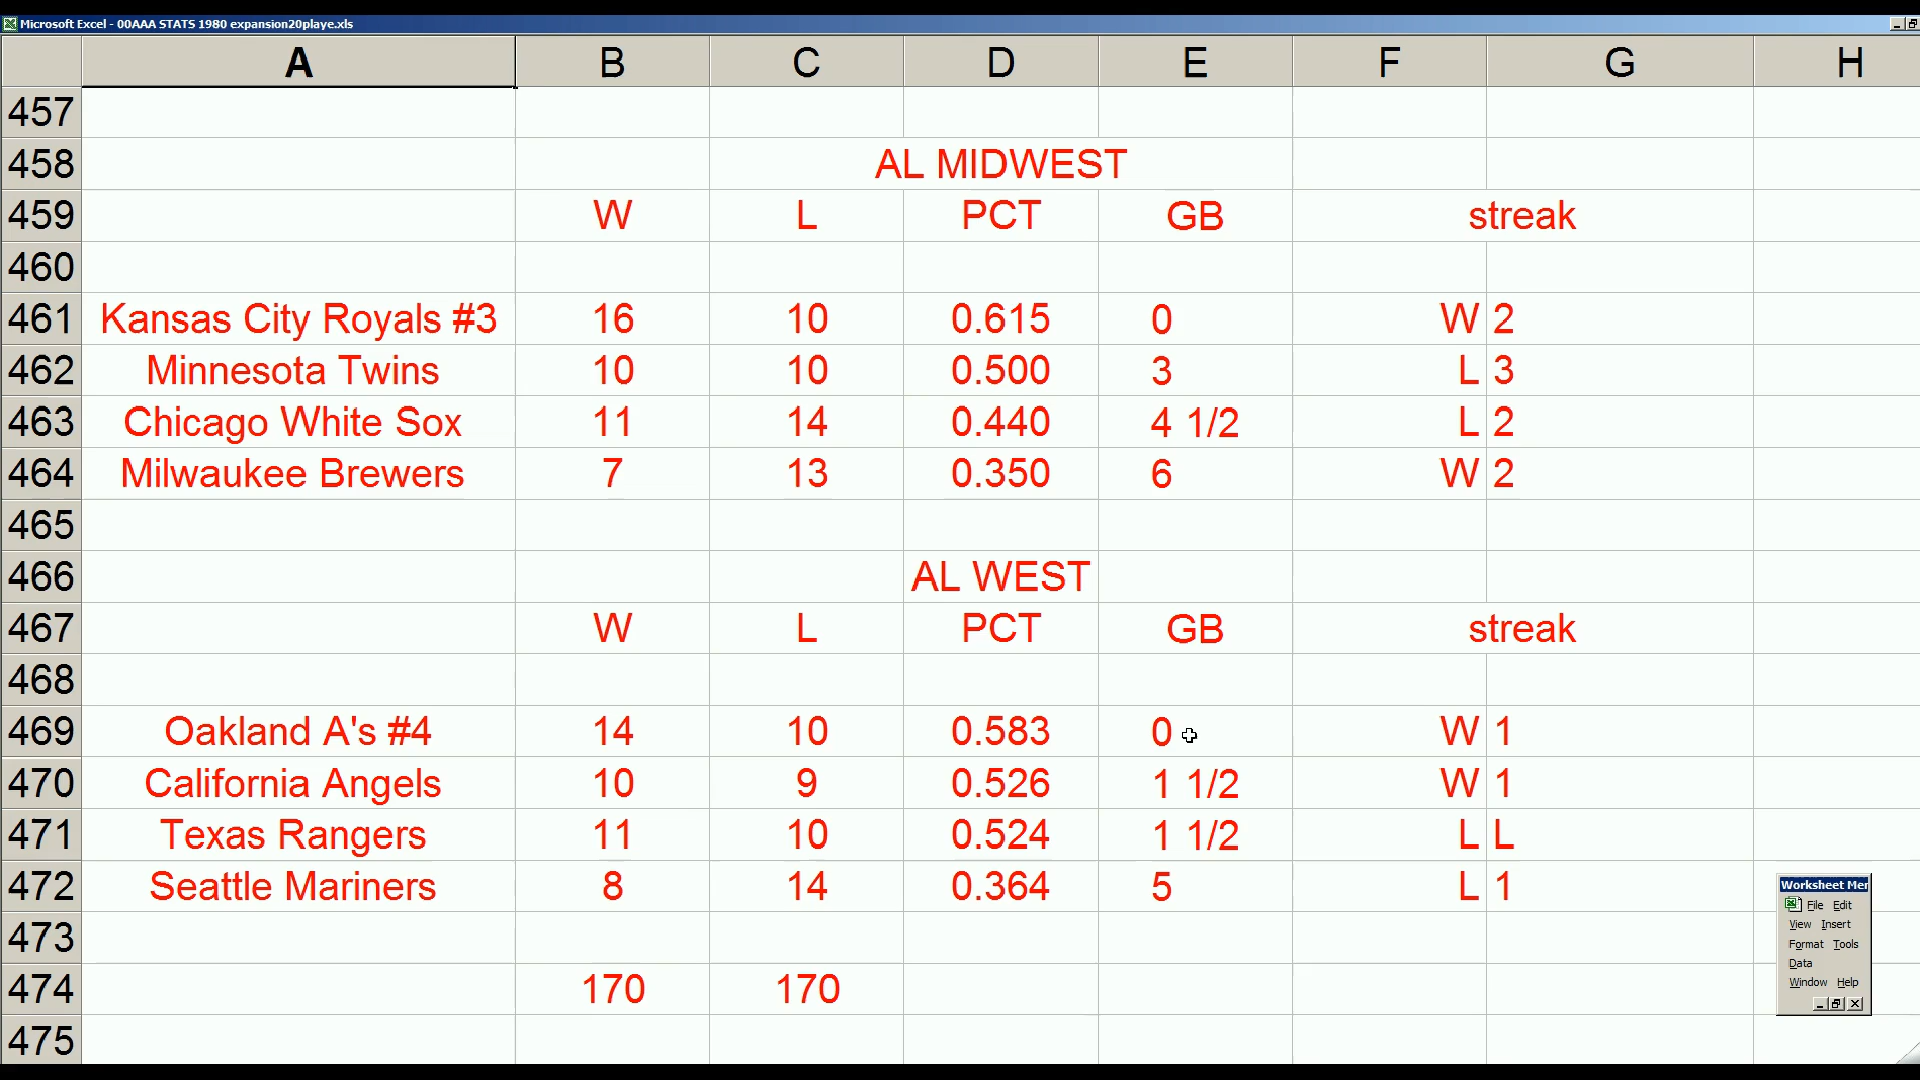 Microsoft Excel - 00AAA STATS 1980 expansion20playe.xls
A B C D E F G H
457
458 AL MIDWEST
459 W L PCT GB streak
460
461 Kansas City Royals #3 16 10 0.615 0 W 2
462 Minnesota Twins 10 10 0.500 3 L 3
463 Chicago White Sox 11 14 0.440 4 1/2 L 2
464 Milwaukee Brewers 7 13 0.350 6 W 2
465
466 AL WEST
467 W L PCT GB streak
468
469 Oakland A's #4 14 10 0.583 0 W 1
470 California Angels 10 9 0.526 1 1/2 W 1
471 Texas Rangers 11 10 0.524 1 1/2 L L
472 Seattle Mariners 8 14 0.364 5 L 1
473
474 170 170
475
Worksheet Mer
File Edit
View Insert
Format Tools
Data
Window Help